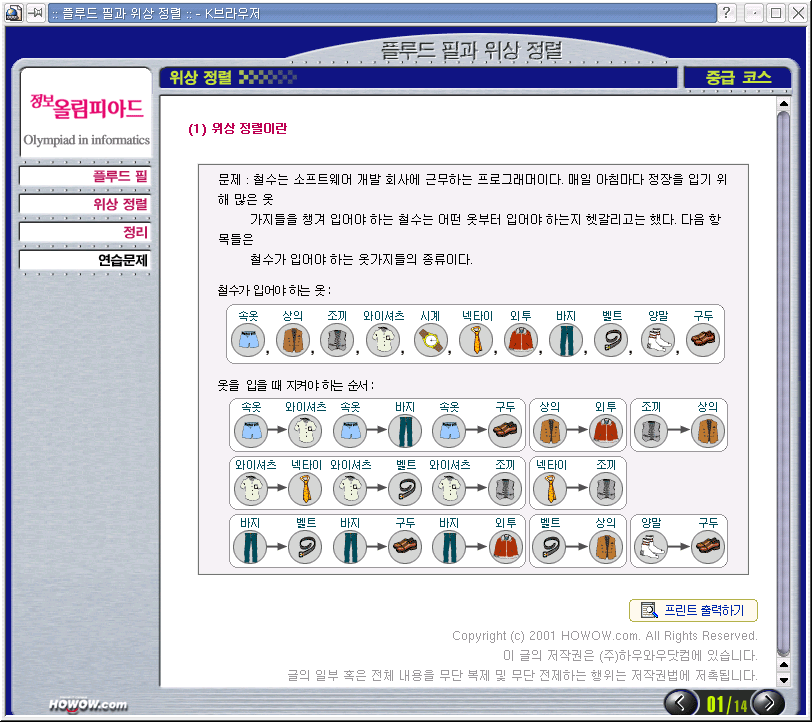 :: 플루드 필과 위상 정렬 :: - K브라우저
플루드 필과 위상 정렬
위상 정렬
중급 코스
정보올림피아드
Olympiad in informatics
플루드 필
위상 정렬
정리
연습문제
(1) 위상 정렬이란
문제 : 철수는 소프트웨어 개발 회사에 근무하는 프로그래머이다. 매일 아침마다 정장을 입기 위
해 많은 옷
가지들을 챙겨 입어야 하는 철수는 어떤 옷부터 입어야 하는지 헷갈리고는 했다. 다음 항
목들은
철수가 입어야 하는 옷가지들의 종류이다.
철수가 입어야 하는 옷 :
속옷 상의 조끼 와이셔츠 시계 넥타이 외투 바지 벨트 양말 구두
, , , , , , , , , ,
옷을 입을 때 지켜야 하는 순서 :
속옷 와이셔츠 속옷 바지 속옷 구두 상의 외투 조끼 상의
와이셔츠 넥타이 와이셔츠 벨트 와이셔츠 조끼 넥타이 조끼
바지 벨트 바지 구두 바지 외투 벨트 상의 양말 구두
프린트 출력하기
Copyright (c) 2001 HOWOW.com. All Rights Reserved.
이 글의 저작권은 (주)하우와우닷컴에 있습니다.
글의 일부 혹은 전체 내용을 무단 복제 및 무단 전제하는 행위는 저작권법에 저촉됩니다.
HOWOW.com
01/14